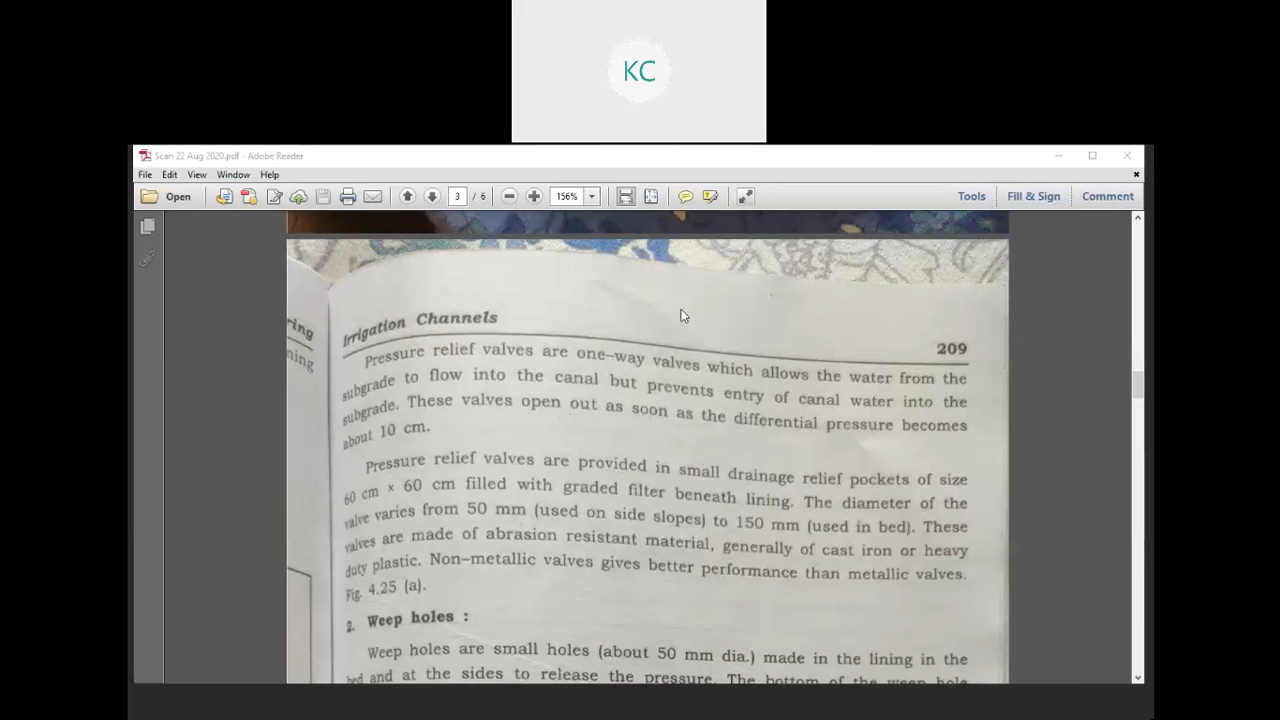 KC
Scan 22 Aug 2020.pdf - Adobe Reader
File Edit View Window Help
Open 3 / 6 156% Tools Fill & Sign Comment
ring
ning
Irrigation Channels 209
Pressure relief valves are one-way valves which allows the water from the
subgrade to flow into the canal but prevents entry of canal water into the
subgrade. These valves open out as soon as the differential pressure becomes
about 10 cm.
Pressure relief valves are provided in small drainage relief pockets of size
60 cm × 60 cm filled with graded filter beneath lining. The diameter of the
valve varies from 50 mm (used on side slopes) to 150 mm (used in bed). These
valves are made of abrasion resistant material, generally of cast iron or heavy
duty plastic. Non-metallic valves gives better performance than metallic valves.
Fig. 4.25 (a).
2. Weep holes :
Weep holes are small holes (about 50 mm dia.) made in the lining in the
bed and at the sides to release the pressure. The bottom of the weep hole